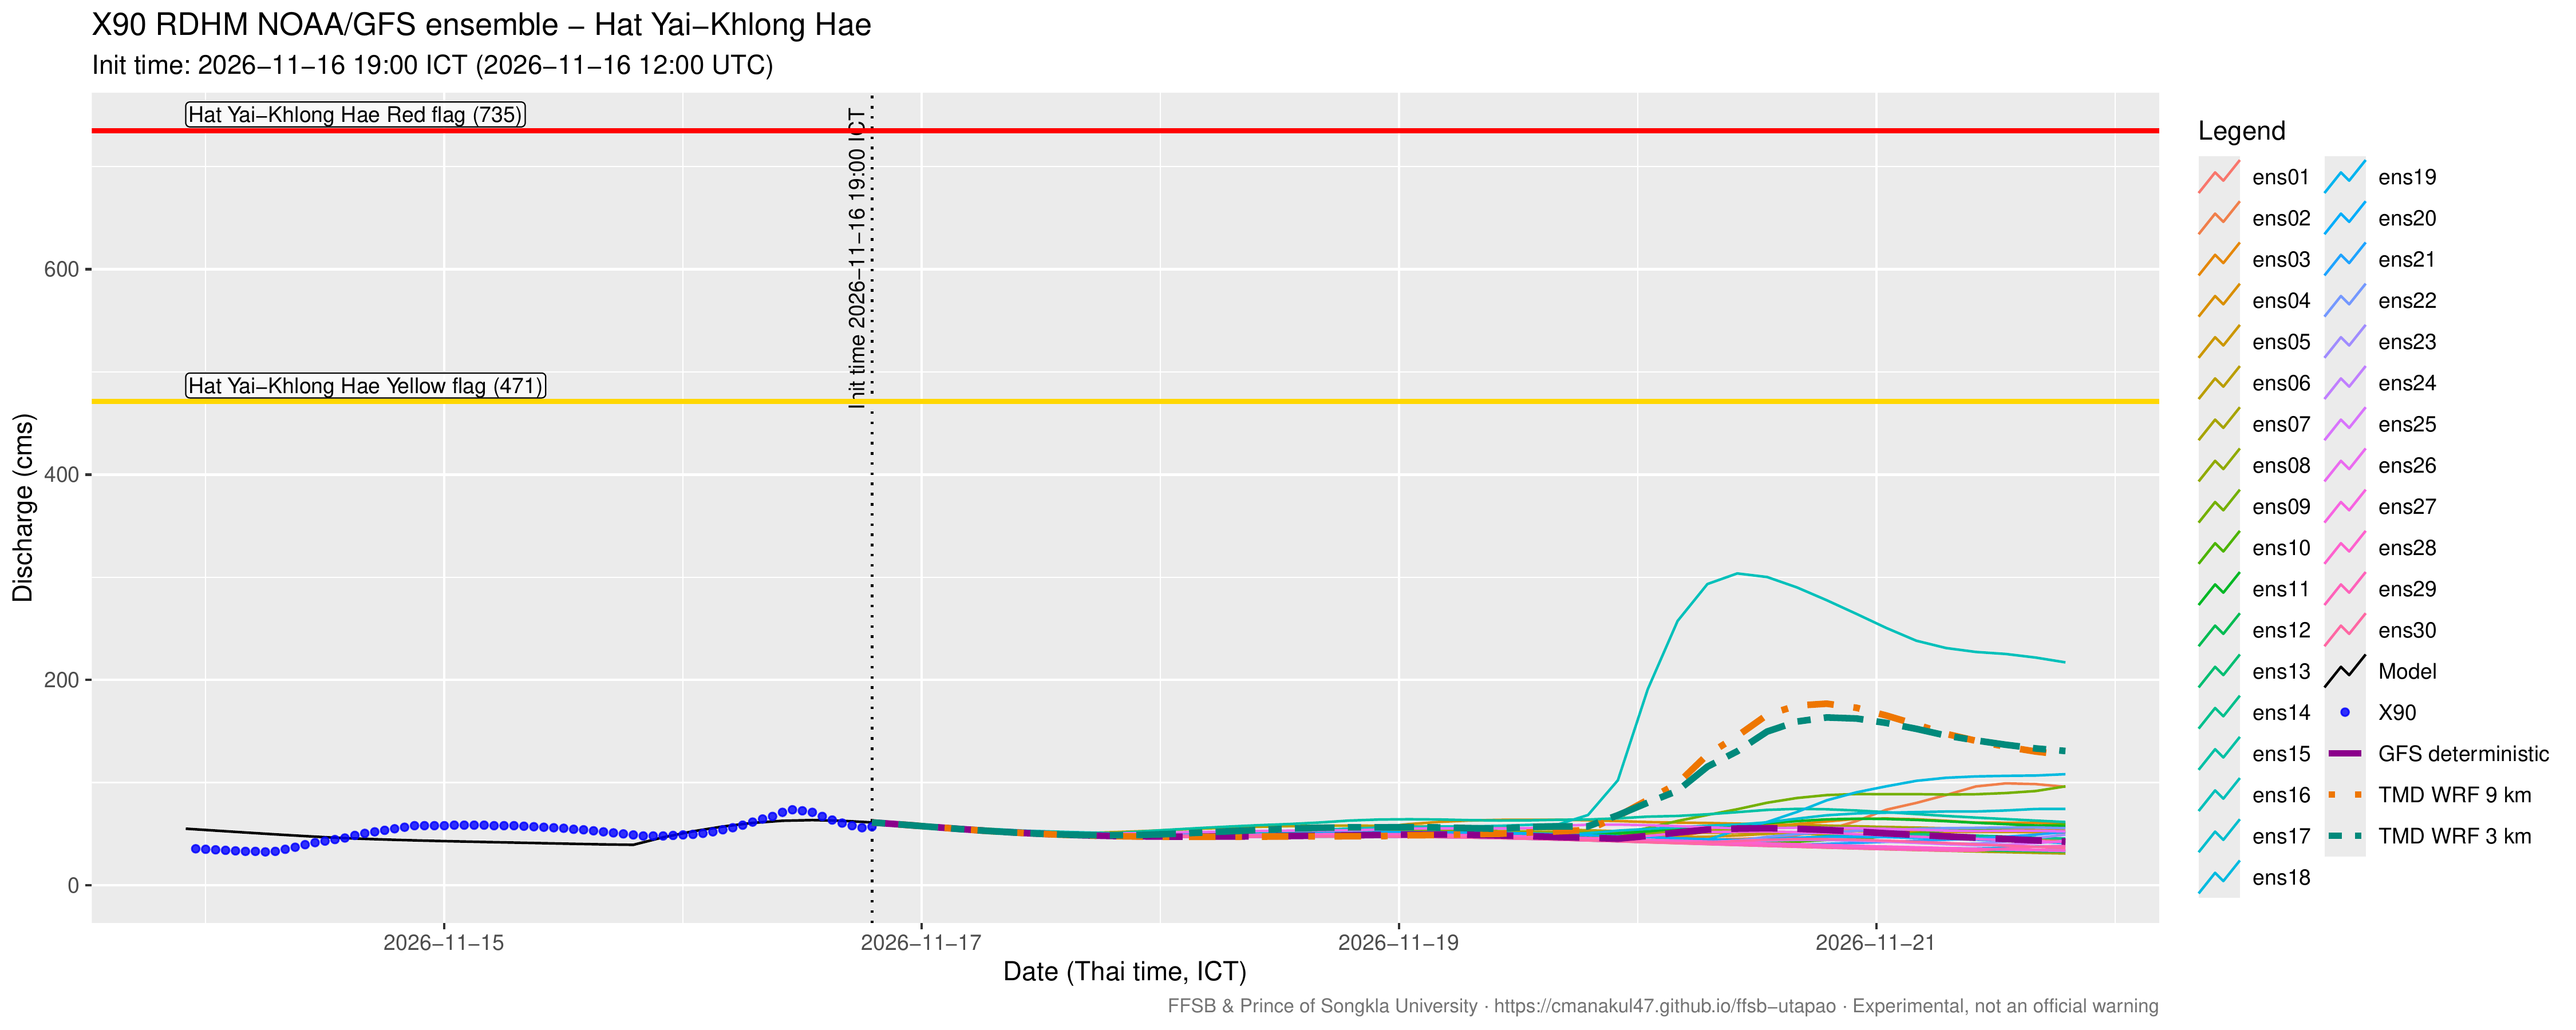 X90 RDHM NOAA/GFS ensemble − Hat Yai−Khlong Hae
Init time: 2026−11−16 19:00 ICT (2026−11−16 12:00 UTC)
Hat Yai−Khlong Hae Red flag (735)
Hat Yai−Khlong Hae Yellow flag (471)
Init time 2026−11−16 19:00 ICT
Discharge (cms)
600
400
200
0
2026−11−15
2026−11−17
2026−11−19
2026−11−21
Date (Thai time, ICT)
Legend
ens01
ens02
ens03
ens04
ens05
ens06
ens07
ens08
ens09
ens10
ens11
ens12
ens13
ens14
ens15
ens16
ens17
ens18
ens19
ens20
ens21
ens22
ens23
ens24
ens25
ens26
ens27
ens28
ens29
ens30
Model
X90
GFS deterministic
TMD WRF 9 km
TMD WRF 3 km
FFSB & Prince of Songkla University · https://cmanakul47.github.io/ffsb−utapao · Experimental, not an official warning